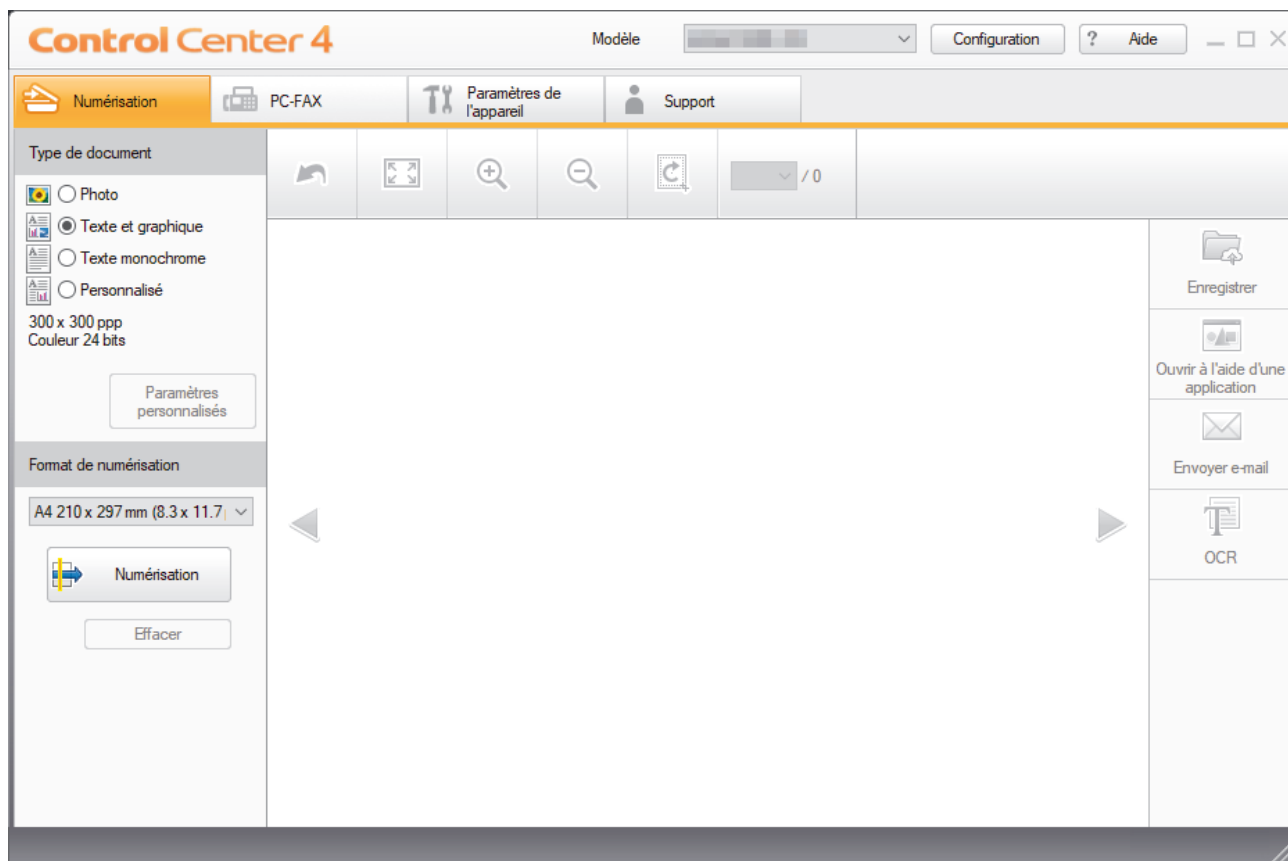 Control Center 4
Modèle
Configuration
? Aide
Numérisation
PC-FAX
Paramètres de
l'appareil
Support
Type de document
Photo
Texte et graphique
Texte monochrome
Personnalisé
300 x 300 ppp
Couleur 24 bits
Paramètres
personnalisés
Format de numérisation
A4 210 x 297 mm (8.3 x 11.7
Numérisation
Effacer
/ 0
Enregistrer
Ouvrir à l'aide d'une
application
Envoyer e-mail
OCR